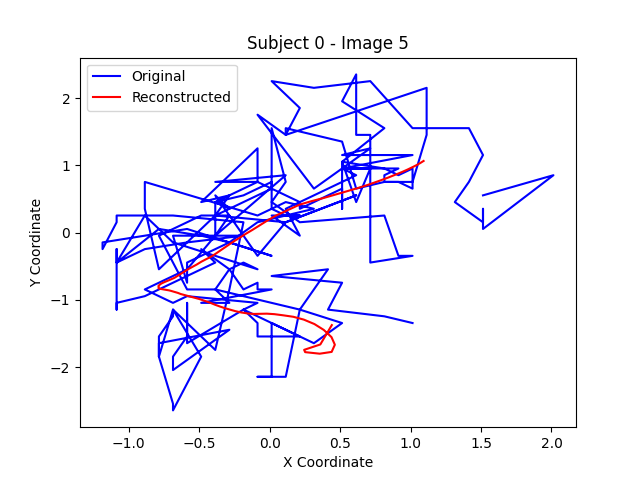 Subject 0 - Image 5
Original
Reconstructed
Y Coordinate
2
1
0
−1
−2
−1.0
−0.5
0.0
0.5
1.0
1.5
2.0
X Coordinate